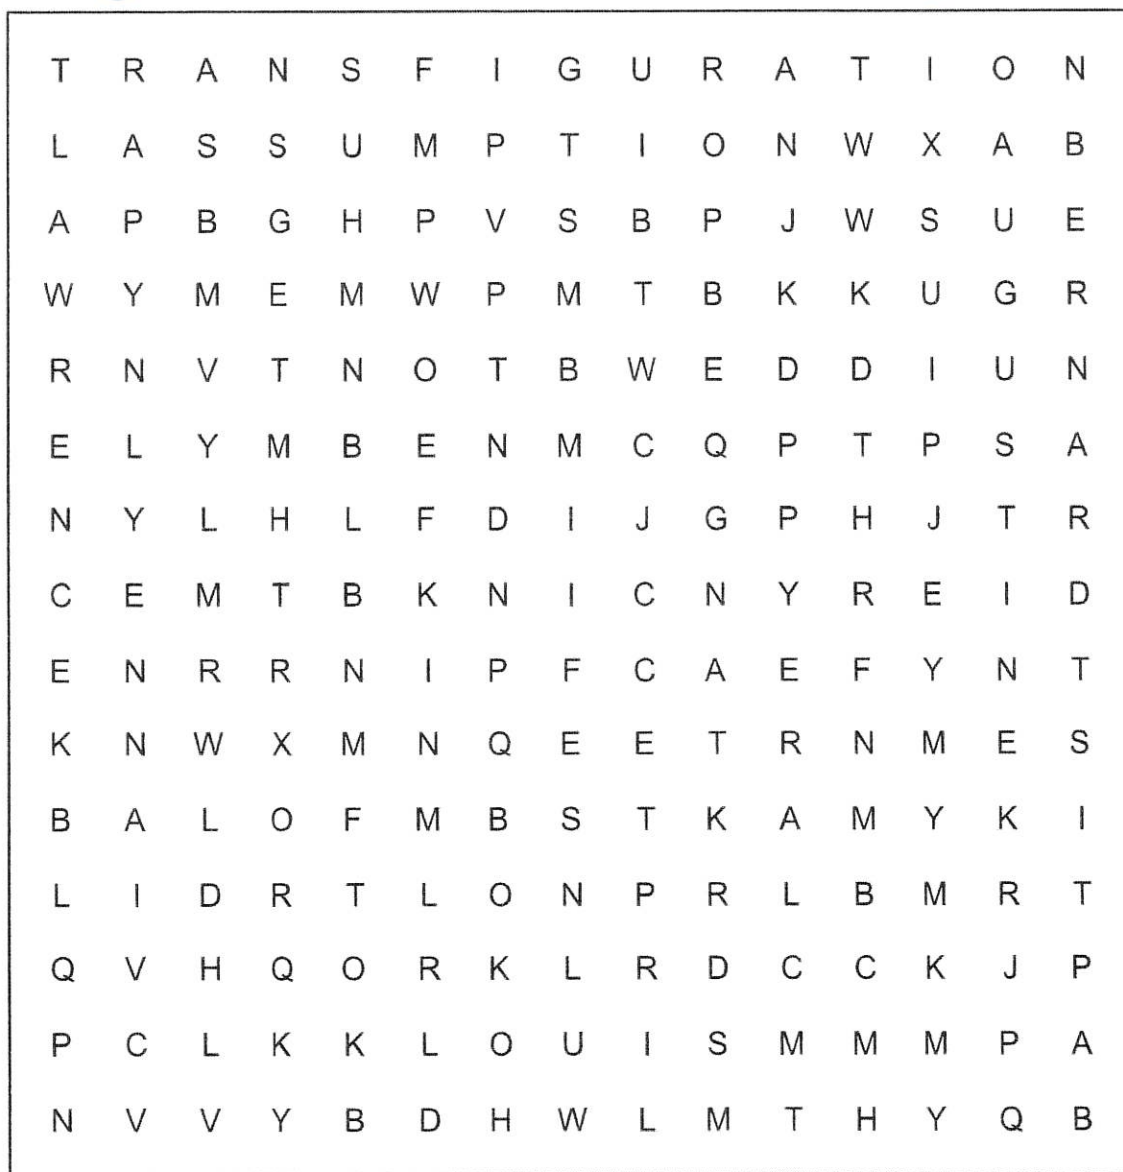 T R A N S F I G U R A T I O N
L A S S U M P T I O N W X A B
A P B G H P V S B P J W S U E
W Y M E M W P M T B K K U G R
R N V T N O T B W E D D I U N
E L Y M B E N M C Q P T P S A
N Y L H L F D I J G P H J T R
C E M T B K N I C N Y R E I D
E N R R N I P F C A E F Y N T
K N W X M N Q E E T R N M E S
B A L O F M B S T K A M Y K I
L I D R T L O N P R L B M R T
Q V H Q O R K L R D C C K J P
P C L K K L O U I S M M M P A
N V V Y B D H W L M T H Y Q B